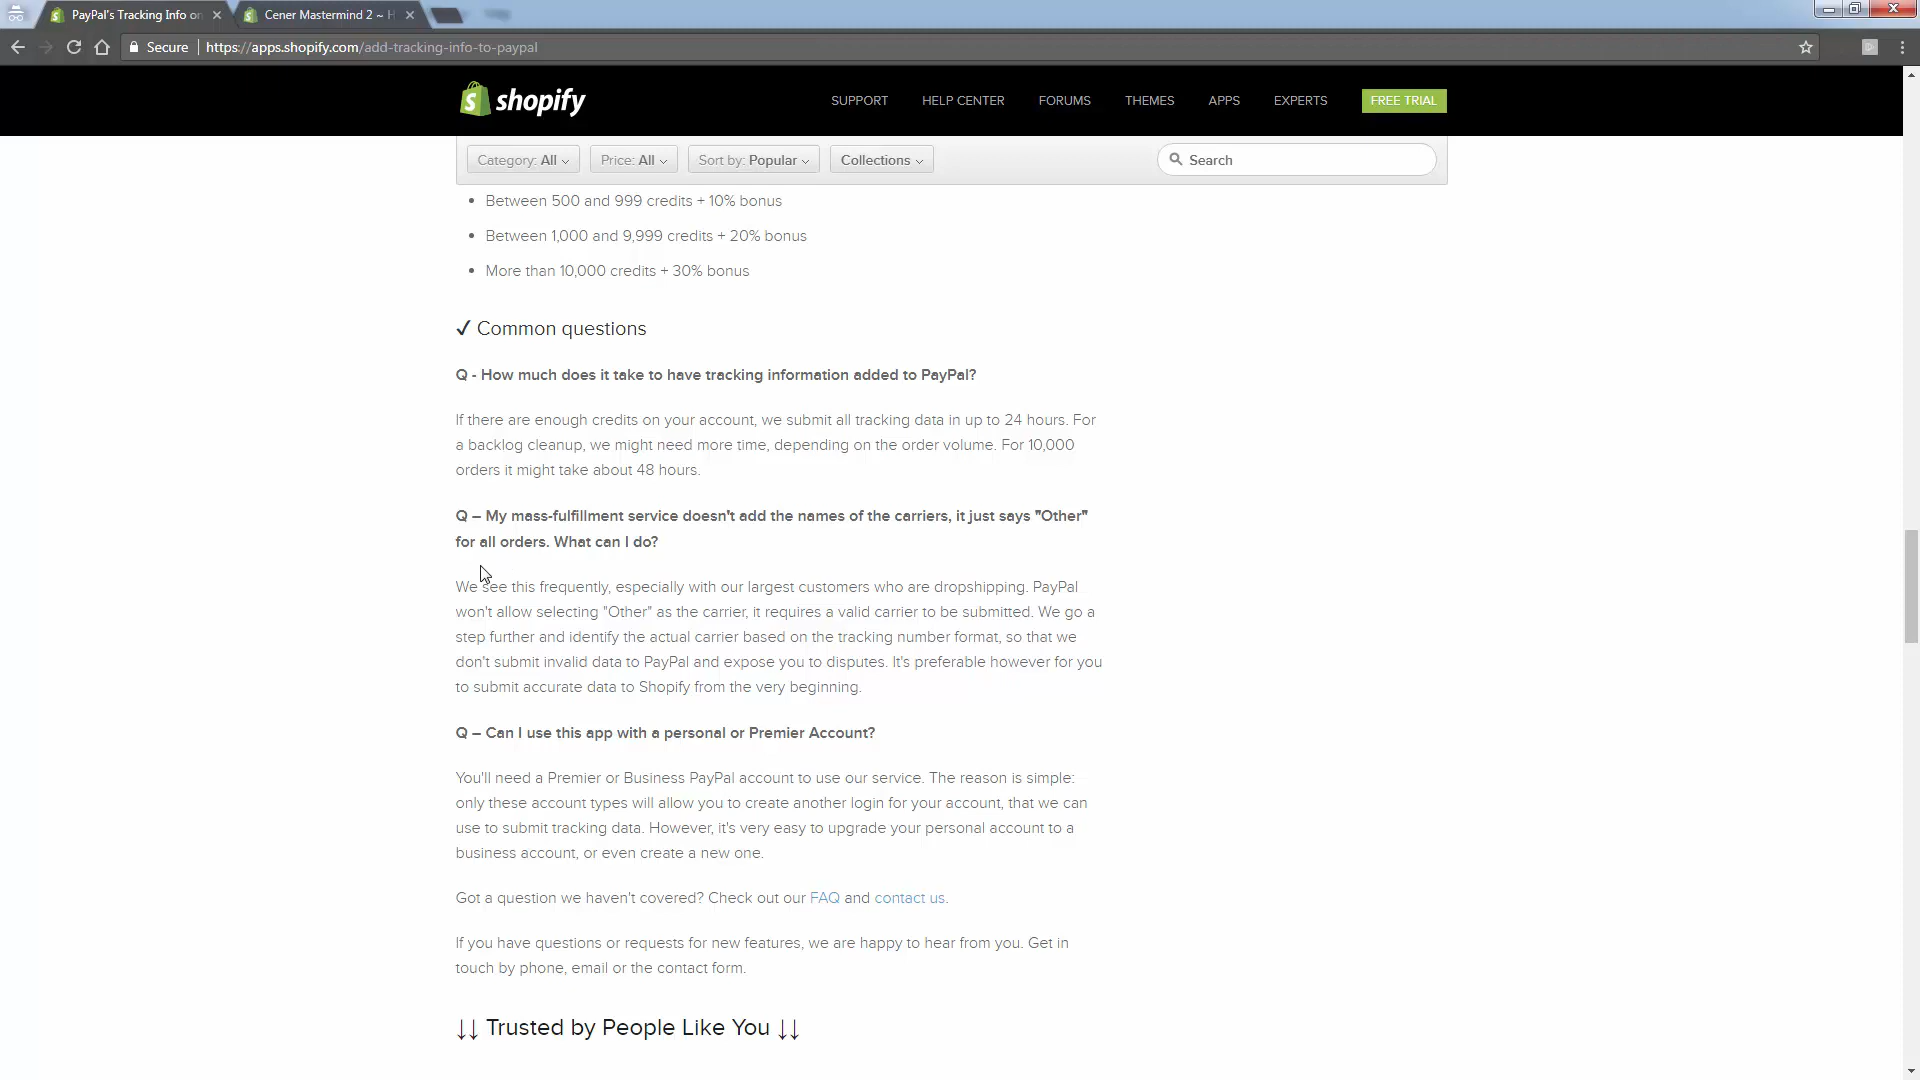 PayPal's Tracking Info on
Cener Mastermind 2 ~ H
Secure
https://apps.shopify.com/add-tracking-info-to-paypal
shopify
SUPPORT
HELP CENTER
FORUMS
THEMES
APPS
EXPERTS
FREE TRIAL
Category: All
Price: All
Sort by: Popular
Collections
Search
• Between 500 and 999 credits + 10% bonus
• Between 1,000 and 9,999 credits + 20% bonus
• More than 10,000 credits + 30% bonus
✓ Common questions
Q - How much does it take to have tracking information added to PayPal?
If there are enough credits on your account, we submit all tracking data in up to 24 hours. For
a backlog cleanup, we might need more time, depending on the order volume. For 10,000
orders it might take about 48 hours.
Q – My mass-fulfillment service doesn't add the names of the carriers, it just says "Other"
for all orders. What can I do?
We see this frequently, especially with our largest customers who are dropshipping. PayPal
won't allow selecting "Other" as the carrier, it requires a valid carrier to be submitted. We go a
step further and identify the actual carrier based on the tracking number format, so that we
don't submit invalid data to PayPal and expose you to disputes. It's preferable however for you
to submit accurate data to Shopify from the very beginning.
Q – Can I use this app with a personal or Premier Account?
You'll need a Premier or Business PayPal account to use our service. The reason is simple:
only these account types will allow you to create another login for your account, that we can
use to submit tracking data. However, it's very easy to upgrade your personal account to a
business account, or even create a new one.
Got a question we haven't covered? Check out our FAQ and contact us.
If you have questions or requests for new features, we are happy to hear from you. Get in
touch by phone, email or the contact form.
↓↓ Trusted by People Like You ↓↓